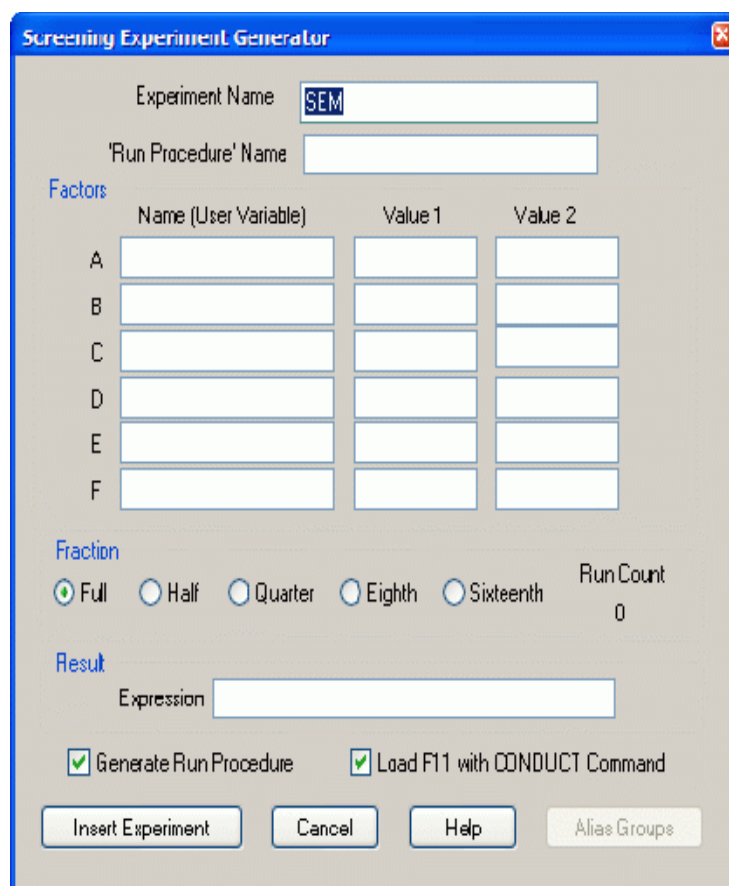 Screening Experiment Generator
Experiment Name SEM
'Run Procedure' Name
Factors
Name (User Variable) Value 1 Value 2
A
B
C
D
E
F
Fraction
Full Half Quarter Eighth Sixteenth Run Count
0
Result
Expression
Generate Run Procedure Load F11 with CONDUCT Command
Insert Experiment Cancel Help Alias Groups